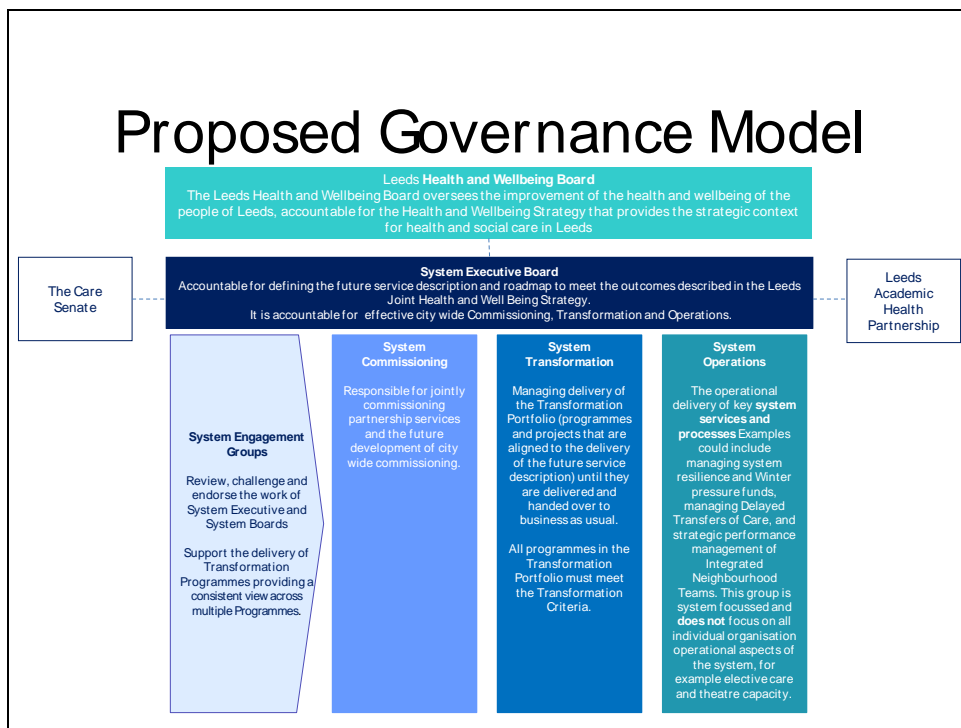 Proposed Governance Model
Leeds Health and Wellbeing Board
The Leeds Health and Wellbeing Board oversees the improvement of the health and wellbeing of the
people of Leeds, accountable for the Health and Wellbeing Strategy that provides the strategic context
for health and social care in Leeds
The Care
Senate
System Executive Board
Accountable for defining the future service description and roadmap to meet the outcomes described in the Leeds
Joint Health and Well Being Strategy.
It is accountable for effective city wide Commissioning, Transformation and Operations.
Leeds
Academic
Health
Partnership
System Engagement
Groups
Review, challenge and
endorse the work of
System Executive and
System Boards
Support the delivery of
Transformation
Programmes providing a
consistent view across
multiple Programmes.
System
Commissioning
Responsible for jointly
commissioning
partnership services
and the future
development of city
wide commissioning.
System
Transformation
Managing delivery of
the Transformation
Portfolio (programmes
and projects that are
aligned to the delivery
of the future service
description) until they
are delivered and
handed over to
business as usual.
All programmes in the
Transformation
Portfolio must meet
the Transformation
Criteria.
System
Operations
The operational
delivery of key system
services and
processes Examples
could include
managing system
resilience and Winter
pressure funds,
managing Delayed
Transfers of Care, and
strategic performance
management of
Integrated
Neighbourhood
Teams. This group is
system focussed and
does not focus on all
individual organisation
operational aspects of
the system, for
example elective care
and theatre capacity.